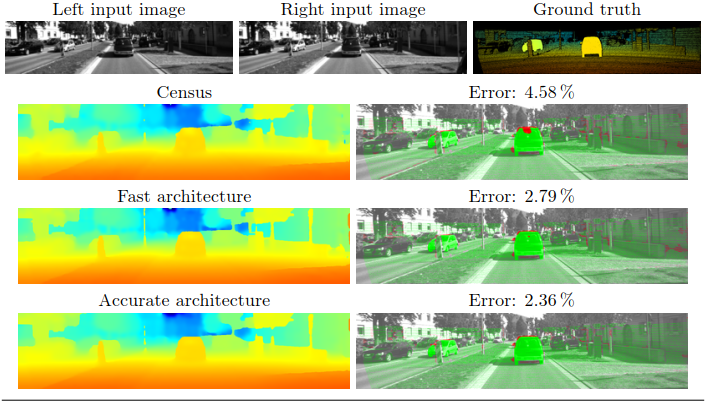 Left input image
Right input image
Ground truth
Census
Error: 4.58 %
Fast architecture
Error: 2.79 %
Accurate architecture
Error: 2.36 %